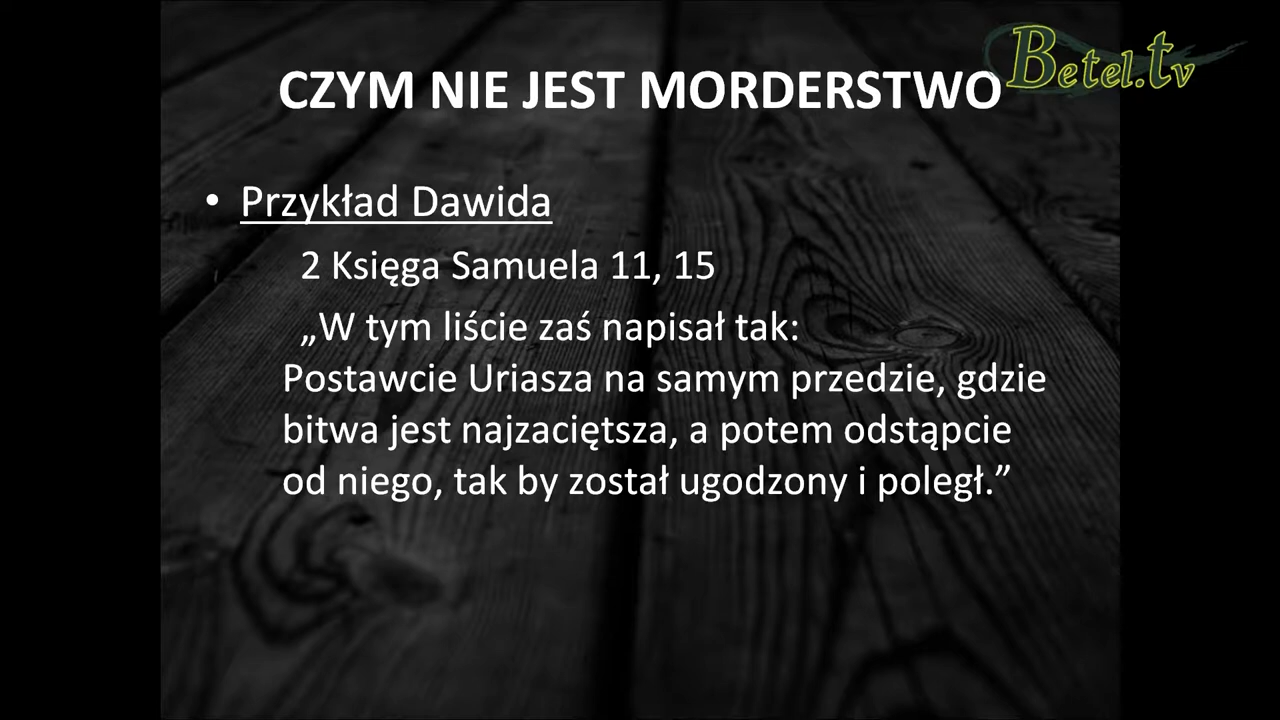 Betel.tv
CZYM NIE JEST MORDERSTWO
• Przykład Dawida
2 Księga Samuela 11, 15
„W tym liście zaś napisał tak:
Postawcie Uriasza na samym przedzie, gdzie
bitwa jest najzaciętsza, a potem odstąpcie
od niego, tak by został ugodzony i poległ.”